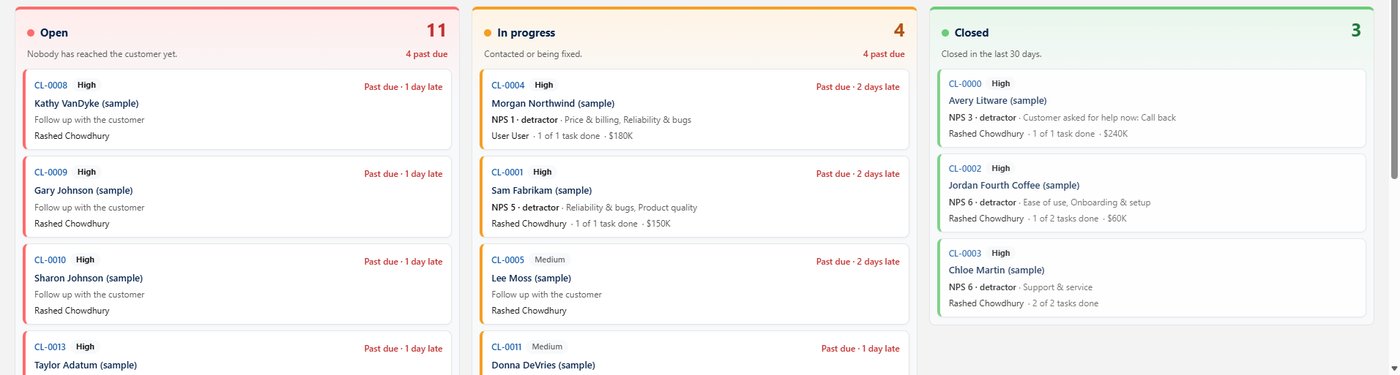 Open 11
Nobody has reached the customer yet. 4 past due
CL-0008 High Past due · 1 day late
Kathy VanDyke (sample)
Follow up with the customer
Rashed Chowdhury
CL-0009 High Past due · 1 day late
Gary Johnson (sample)
Follow up with the customer
Rashed Chowdhury
CL-0010 High Past due · 1 day late
Sharon Johnson (sample)
Follow up with the customer
Rashed Chowdhury
CL-0013 High Past due · 1 day late
Taylor Adatum (sample)
In progress 4
Contacted or being fixed. 4 past due
CL-0004 High Past due · 2 days late
Morgan Northwind (sample)
NPS 1 · detractor · Price & billing, Reliability & bugs
User User · 1 of 1 task done · $180K
CL-0001 High Past due · 2 days late
Sam Fabrikam (sample)
NPS 5 · detractor · Reliability & bugs, Product quality
Rashed Chowdhury · 1 of 1 task done · $150K
CL-0005 Medium Past due · 2 days late
Lee Moss (sample)
Follow up with the customer
Rashed Chowdhury
CL-0011 Medium Past due · 1 day late
Donna DeVries (sample)
Closed 3
Closed in the last 30 days.
CL-0000 High
Avery Litware (sample)
NPS 3 · detractor · Customer asked for help now: Call back
Rashed Chowdhury · 1 of 1 task done · $240K
CL-0002 High
Jordan Fourth Coffee (sample)
NPS 6 · detractor · Ease of use, Onboarding & setup
Rashed Chowdhury · 1 of 2 tasks done · $60K
CL-0003 High
Chloe Martin (sample)
NPS 6 · detractor · Support & service
Rashed Chowdhury · 2 of 2 tasks done